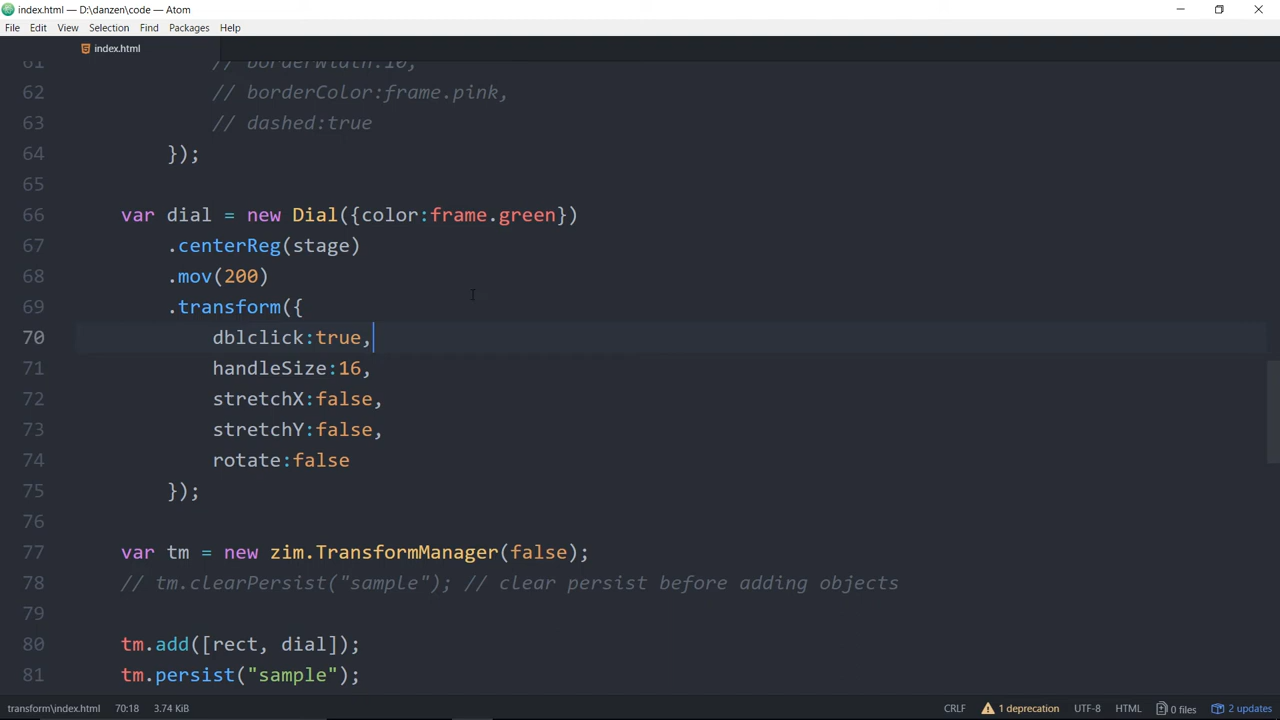 index.html — D:\danzen\code — Atom
File Edit View Selection Find Packages Help
index.html
61 // borderWidth:10,
62 // borderColor:frame.pink,
63 // dashed:true
64 });
65
66 var dial = new Dial({color:frame.green})
67 .centerReg(stage)
68 .mov(200)
69 .transform({
70 dblclick:true,
71 handleSize:16,
72 stretchX:false,
73 stretchY:false,
74 rotate:false
75 });
76
77 var tm = new zim.TransformManager(false);
78 // tm.clearPersist("sample"); // clear persist before adding objects
79
80 tm.add([rect, dial]);
81 tm.persist("sample");
transform\index.html 70:18 3.74 KiB CRLF 1 deprecation UTF-8 HTML 0 files 2 updates